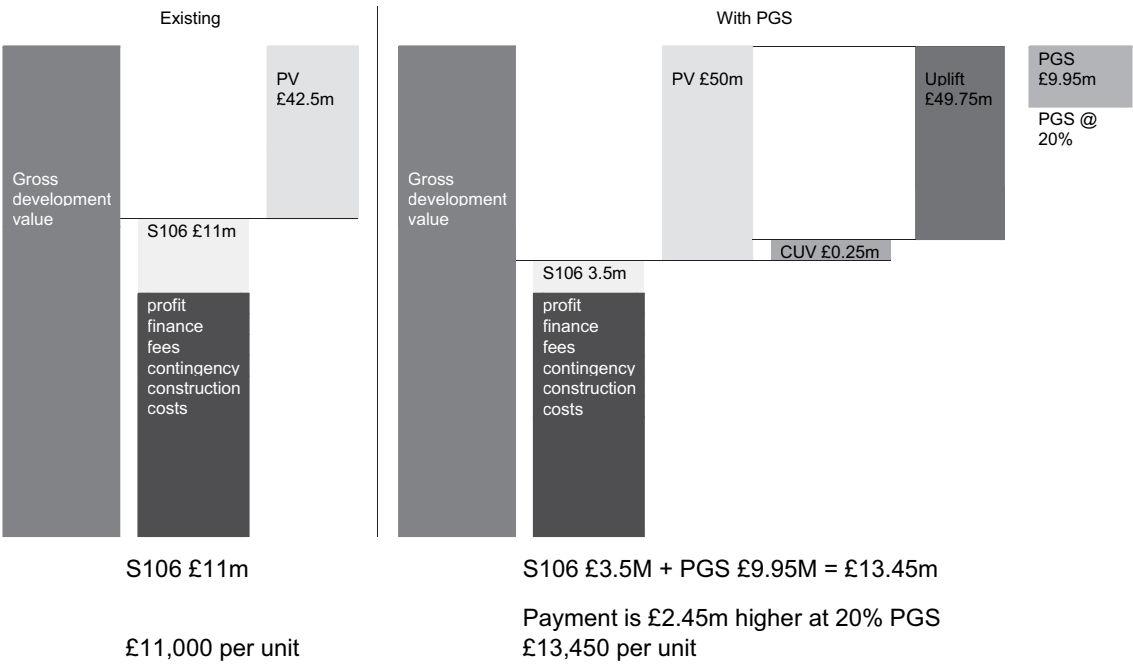 Existing
With PGS
Gross
development
value
PV
£42.5m
S106 £11m
profit
finance
fees
contingency
construction
costs
Gross
development
value
PV £50m
Uplift
£49.75m
PGS
£9.95m
PGS @
20%
CUV £0.25m
S106 3.5m
profit
finance
fees
contingency
construction
costs
S106 £11m
£11,000 per unit
S106 £3.5M + PGS £9.95M = £13.45m
Payment is £2.45m higher at 20% PGS
£13,450 per unit